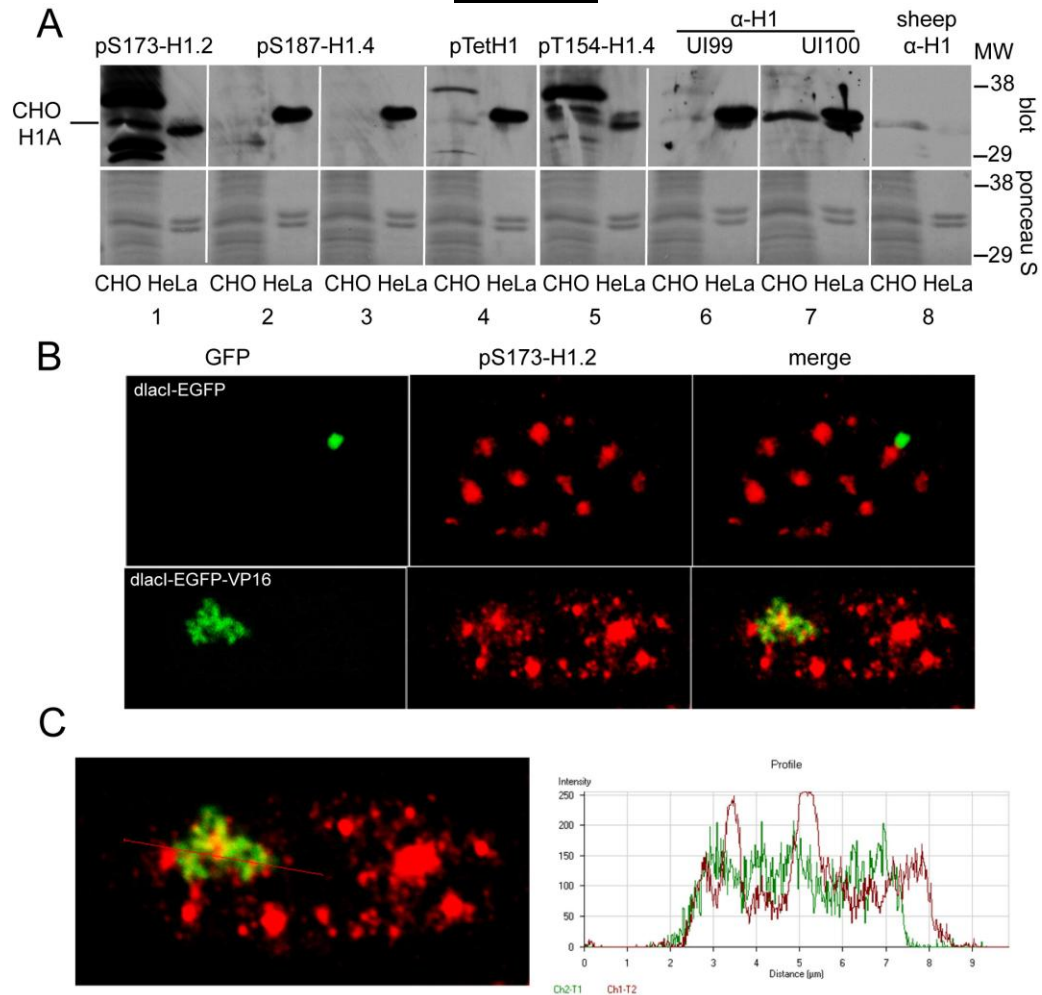 A
α-H1
sheep
pS173-H1.2 pS187-H1.4 pTetH1 pT154-H1.4 UI99 UI100 α-H1 MW
CHO
H1A
–38
–29
blot
–38
–29
ponceau S
CHO HeLa CHO HeLa CHO HeLa CHO HeLa CHO HeLa CHO HeLa CHO HeLa CHO HeLa
1 2 3 4 5 6 7 8
B
GFP pS173-H1.2 merge
dlacI-EGFP
dlacI-EGFP-VP16
C
Profile
Intensity
250
200
150
100
50
0
0 1 2 3 4 5 6 7 8 9
Distance (µm)
Ch2-T1 Ch1-T2